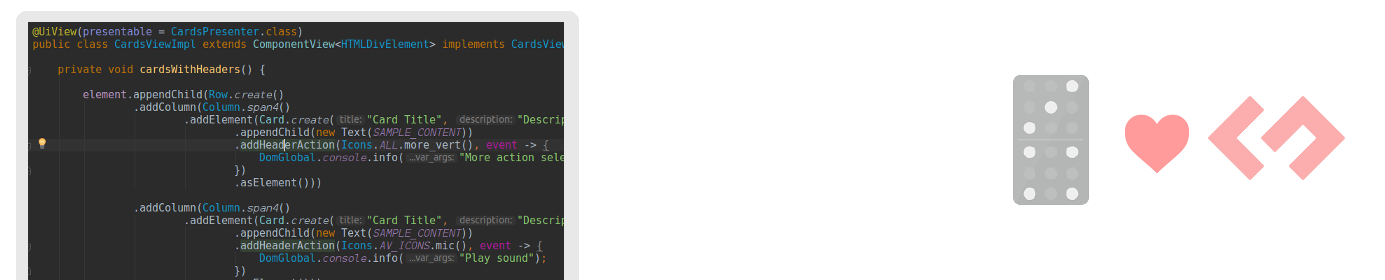 @UiView(presentable = CardsPresenter.class)
public class CardsViewImpl extends ComponentView<HTMLDivElement> implements CardsView
private void cardsWithHeaders() {
element.appendChild(Row.create()
.addColumn(Column.span4()
.addElement(Card.create( title: "Card Title", description: "Descrip
.appendChild(new Text(SAMPLE_CONTENT))
.addHeaderAction(Icons.ALL.more_vert(), event -> {
DomGlobal.console.info( ...var_args: "More action sele
})
.asElement()))
.addColumn(Column.span4()
.addElement(Card.create( title: "Card Title", description: "Descrip
.appendChild(new Text(SAMPLE_CONTENT))
.addHeaderAction(Icons.AV_ICONS.mic(), event -> {
DomGlobal.console.info( ...var_args: "Play sound");
})